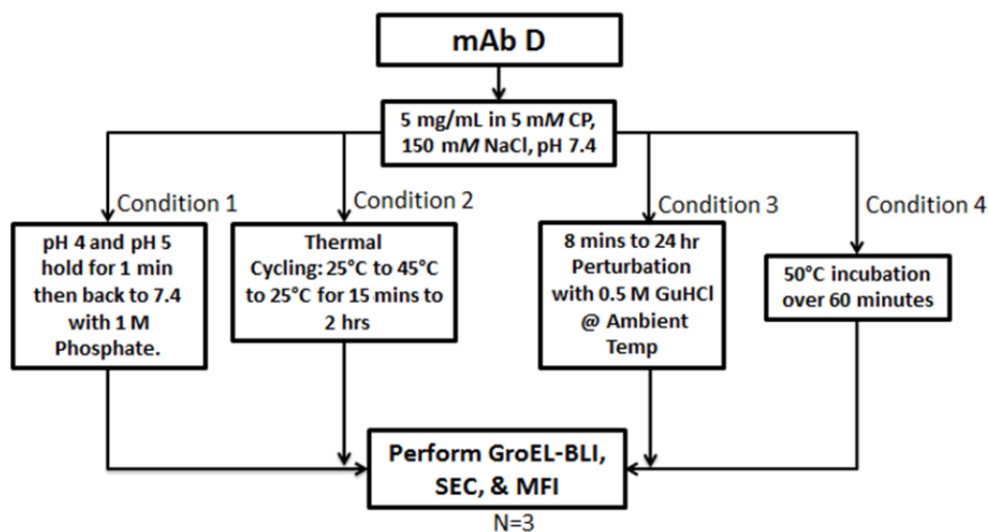 mAb D
5 mg/mL in 5 mM CP,
150 mM NaCl, pH 7.4
Condition 1
Condition 2
Condition 3
Condition 4
pH 4 and pH 5
hold for 1 min
then back to 7.4
with 1 M
Phosphate.
Thermal
Cycling: 25°C to 45°C
to 25°C for 15 mins to
2 hrs
8 mins to 24 hr
Perturbation
with 0.5 M GuHCl
@ Ambient
Temp
50°C incubation
over 60 minutes
Perform GroEL-BLI,
SEC, & MFI
N=3